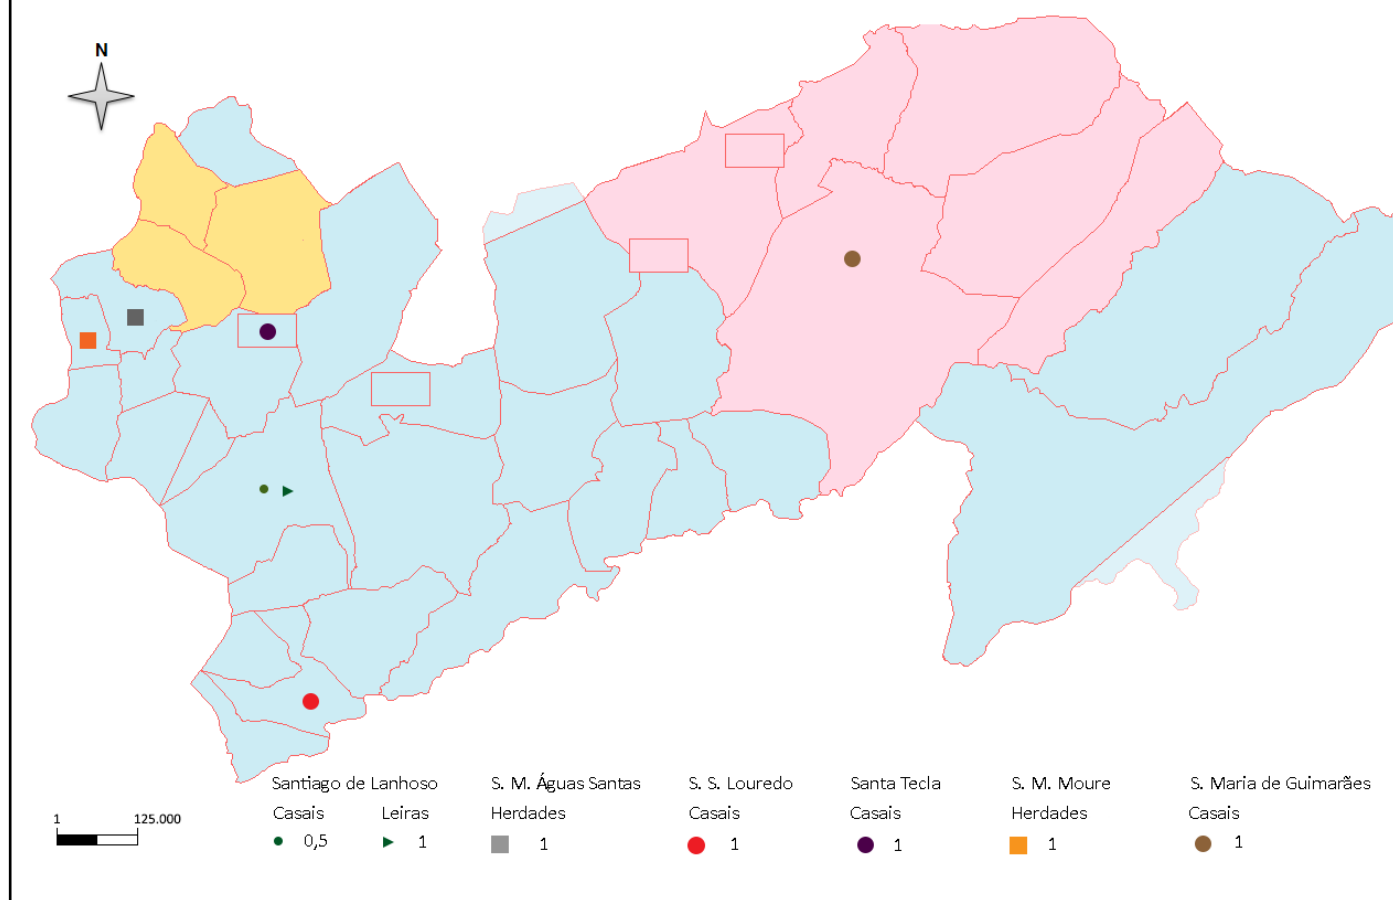 N
Santiago de Lanhoso S. M. Águas Santas S. S. Louredo Santa Tecla S. M. Moure S. Maria de Guimarães
Casais Leiras Herdades Casais Casais Herdades Casais
1 125.000
0,5 1 1 1 1 1 1